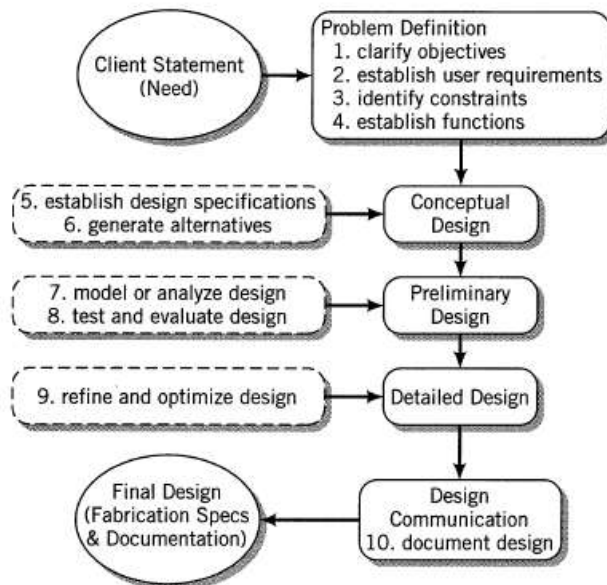 Client Statement
(Need)
Problem Definition
1. clarify objectives
2. establish user requirements
3. identify constraints
4. establish functions
5. establish design specifications
6. generate alternatives
Conceptual
Design
7. model or analyze design
8. test and evaluate design
Preliminary
Design
9. refine and optimize design
Detailed Design
Final Design
(Fabrication Specs
& Documentation)
Design
Communication
10. document design